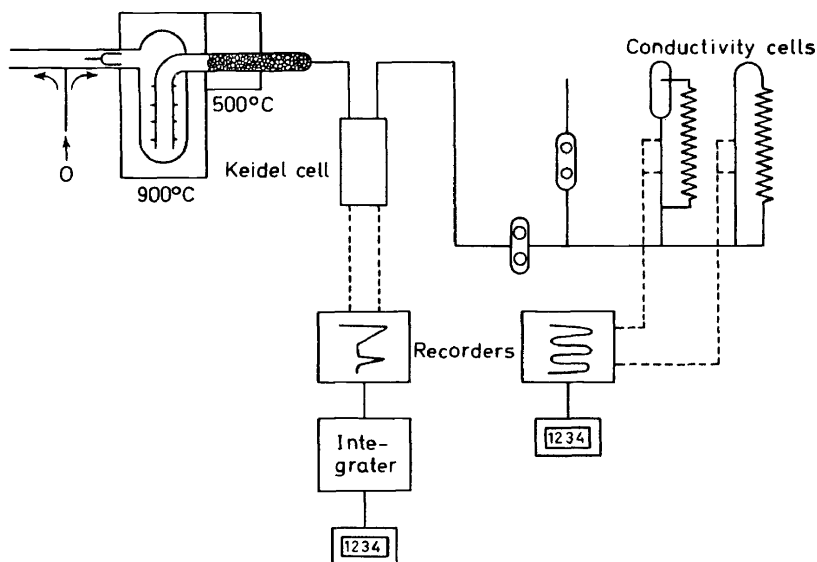 Conductivity cells
500°C
Keidel cell
O
900°C
Recorders
1234
Inte-
grater
1234